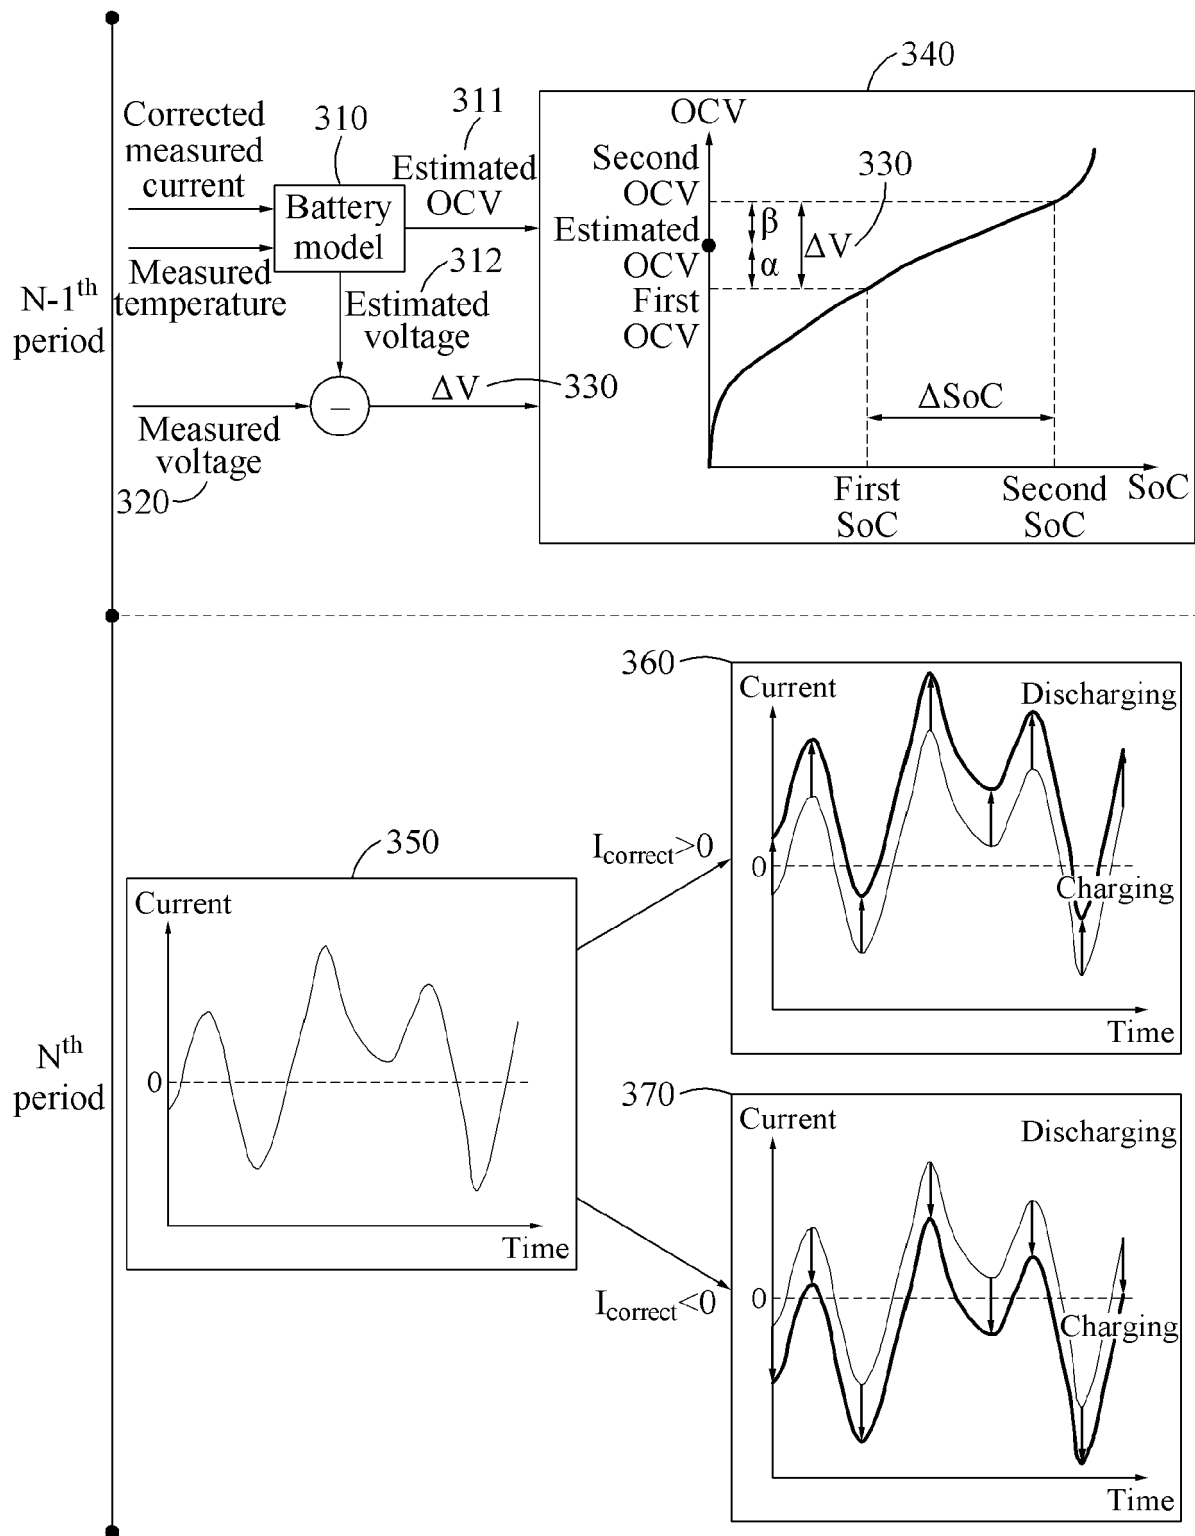 340
311
310
Corrected
measured
current
Estimated
OCV
Battery
model
312
Measured
temperature
Estimated
voltage
N-1th
period
ΔV
330
Measured
voltage
320
OCV
Second
OCV
330
Estimated
OCV
First
OCV
β
α
ΔV
ΔSoC
First
SoC
Second
SoC
SoC
Nth
period
350
Current
0
Time
Icorrect>0
Icorrect<0
360
Current
Discharging
0
Charging
Time
370
Current
Discharging
0
Charging
Time